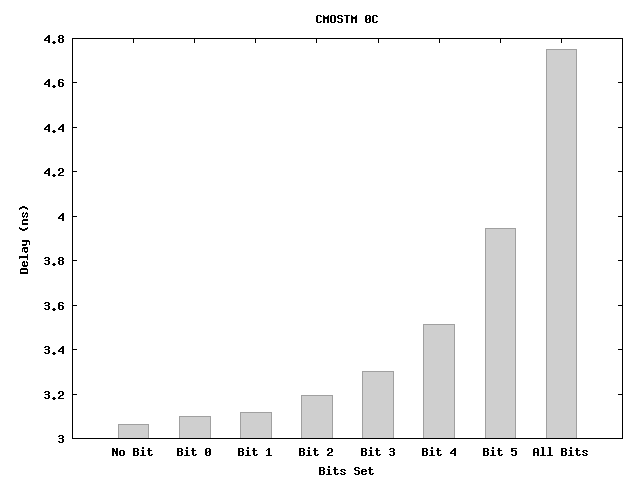 CMOSTM 0C
4.8
4.6
4.4
4.2
4
3.8
3.6
3.4
3.2
3
Delay (ns)
No Bit Bit 0 Bit 1 Bit 2 Bit 3 Bit 4 Bit 5 All Bits
Bits Set